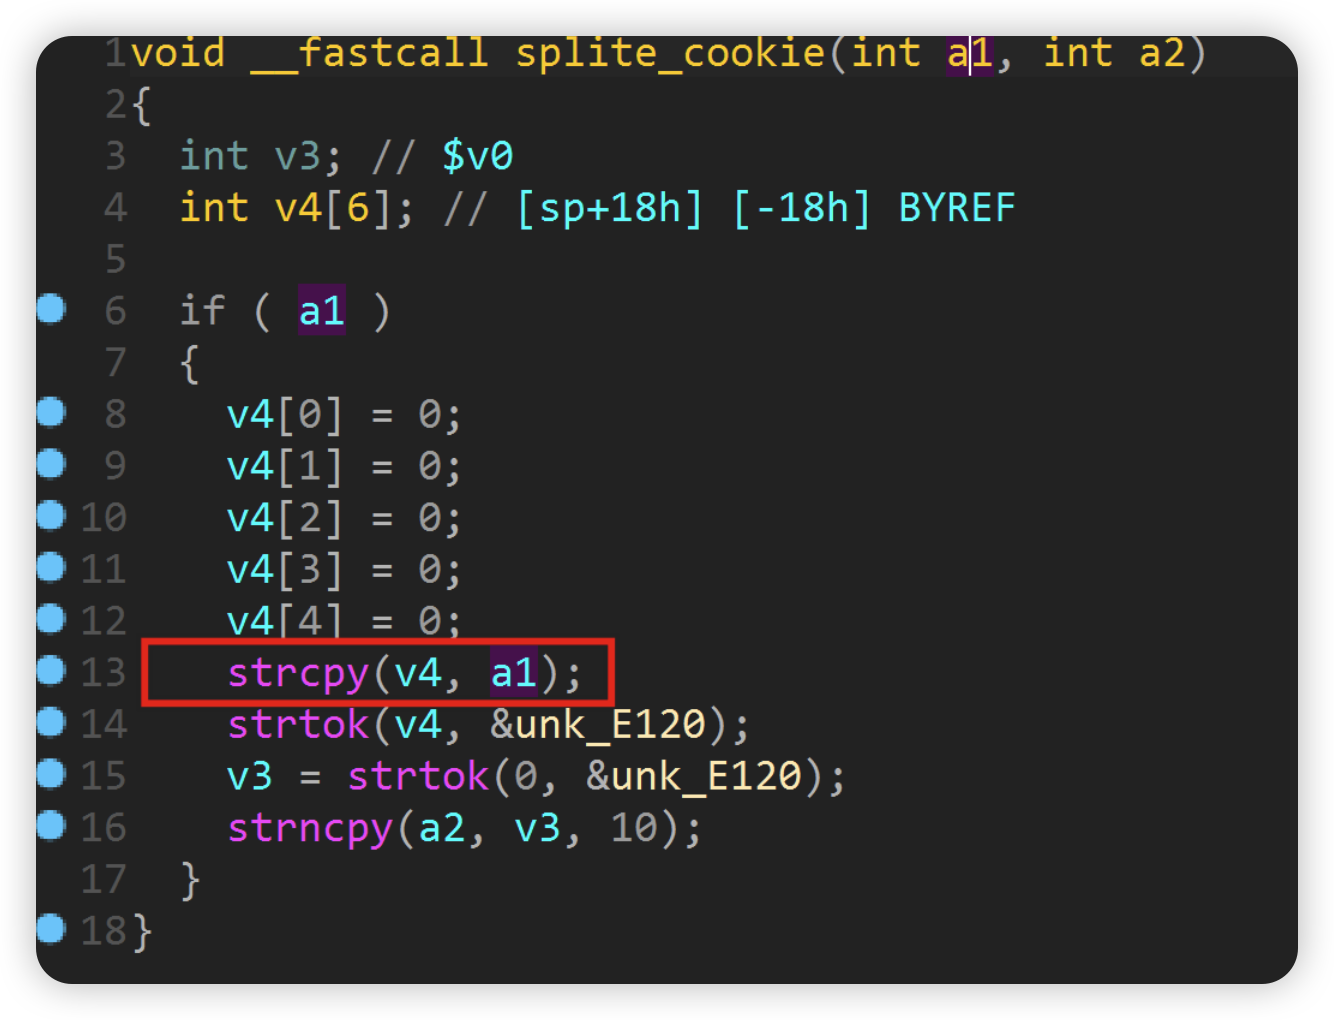 1 void __fastcall splite_cookie(int a1, int a2)
2 {
3   int v3; // $v0
4   int v4[6]; // [sp+18h] [-18h] BYREF
5
6   if ( a1 )
7   {
8     v4[0] = 0;
9     v4[1] = 0;
10     v4[2] = 0;
11     v4[3] = 0;
12     v4[4] = 0;
13     strcpy(v4, a1);
14     strtok(v4, &unk_E120);
15     v3 = strtok(0, &unk_E120);
16     strncpy(a2, v3, 10);
17   }
18 }